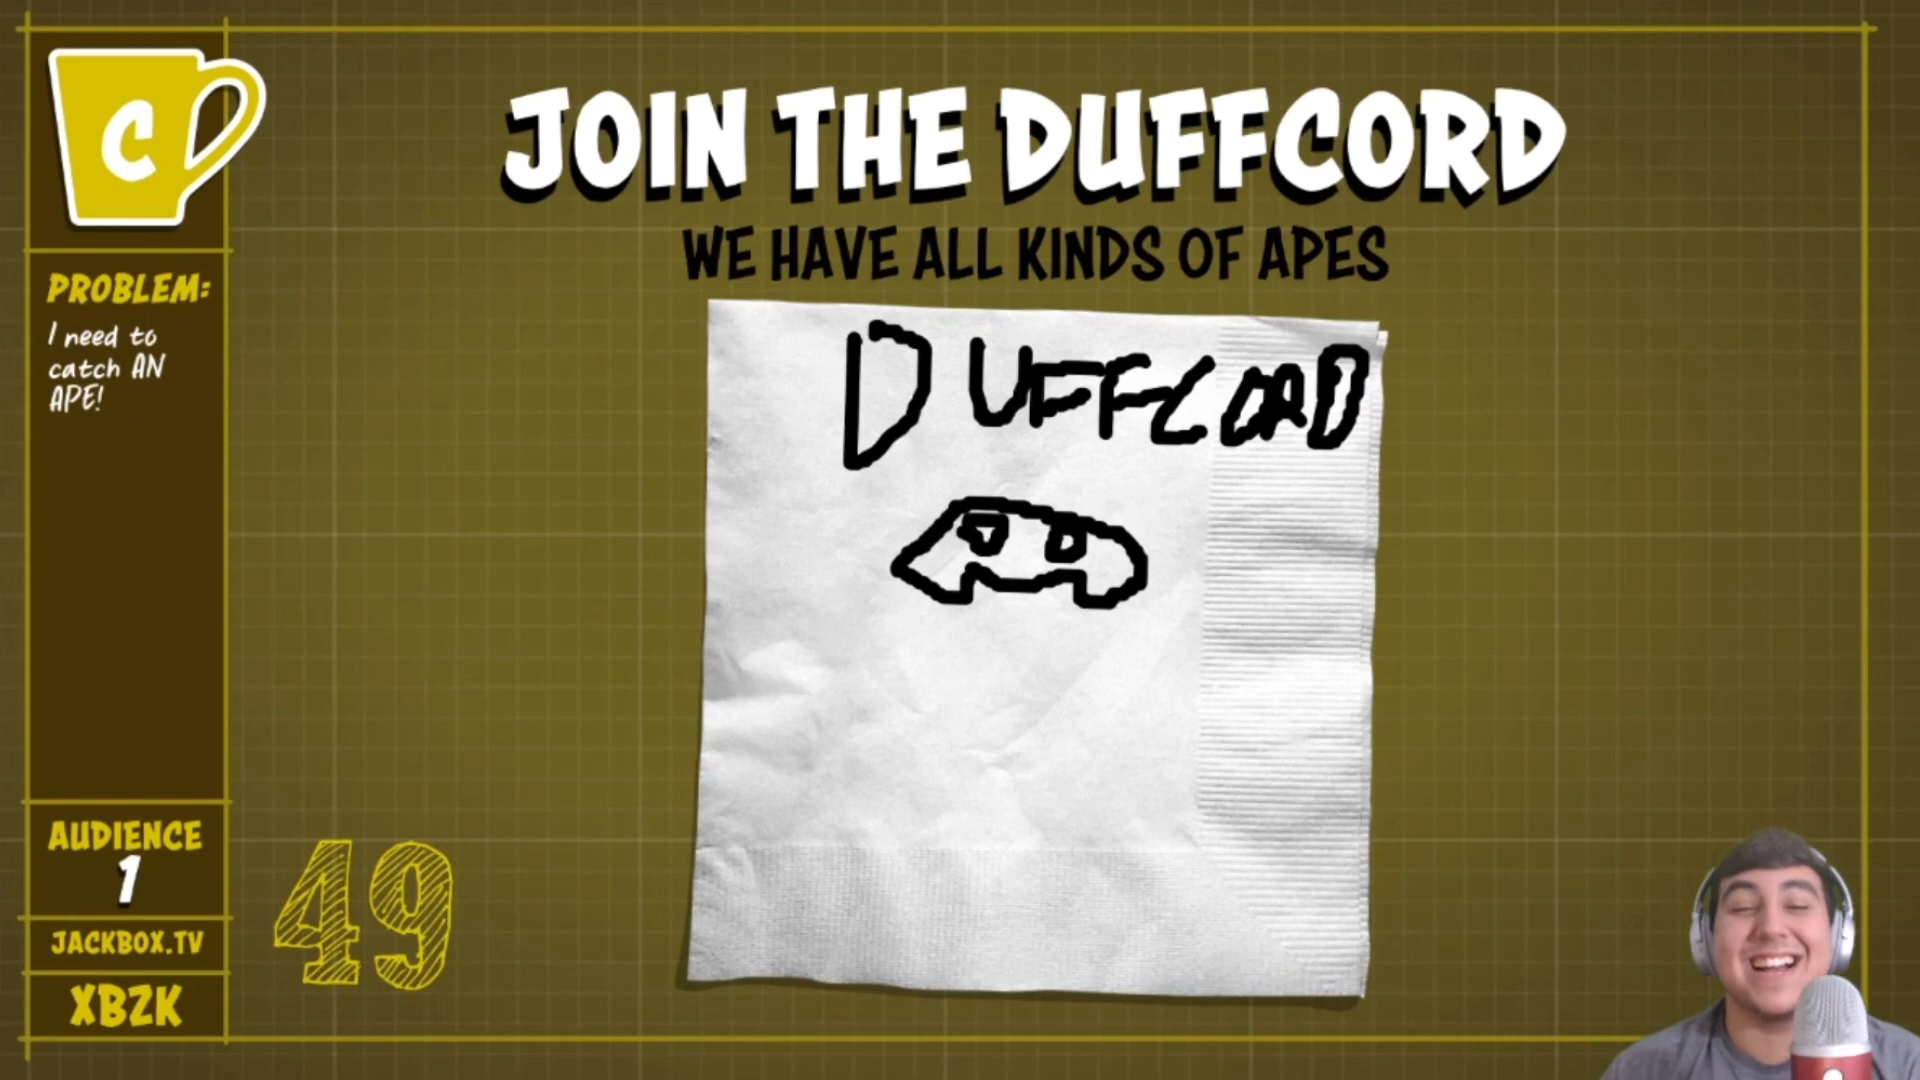 C
JOIN THE DUFFCORD
WE HAVE ALL KINDS OF APES
PROBLEM:
I need to
catch AN
APE!
DUFFCORD
AUDIENCE
1
JACKBOX.TV
XBZK
49